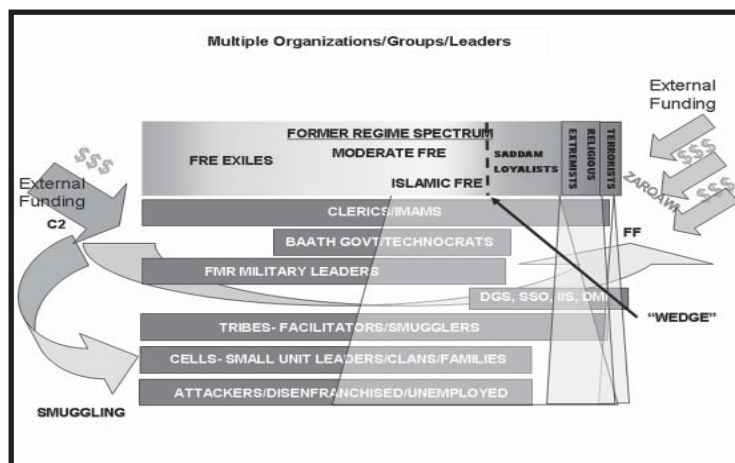 Multiple Organizations/Groups/Leaders
External
Funding
$$$
FORMER REGIME SPECTRUM
FRE EXILES
MODERATE FRE
SADDAM
LOYALISTS
ISLAMIC FRE
RELIGIOUS
EXTREMISTS
TERRORISTS
$$$
$$$
ZARQAWI
External
Funding
C2
CLERICS/IMAMS
BAATH GOVT/TECHNOCRATS
FF
FMR MILITARY LEADERS
DGS, SSO, IIS, DMI
"WEDGE"
TRIBES- FACILITATORS/SMUGGLERS
CELLS- SMALL UNIT LEADERS/CLANS/FAMILIES
ATTACKERS/DISENFRANCHISED/UNEMPLOYED
SMUGGLING